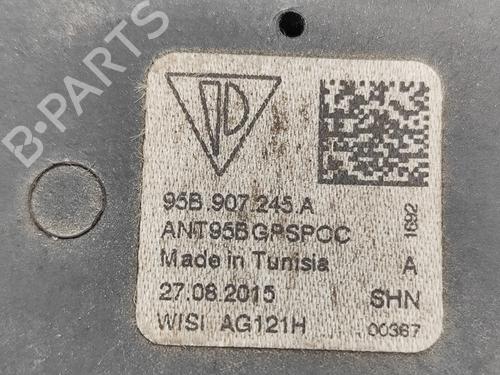 B-PARTS
95B.907.245.A
ANT95BGPSPOC
Made in Tunisia
27.08.2015
WISI AG121H
1692
A
SHN
00367